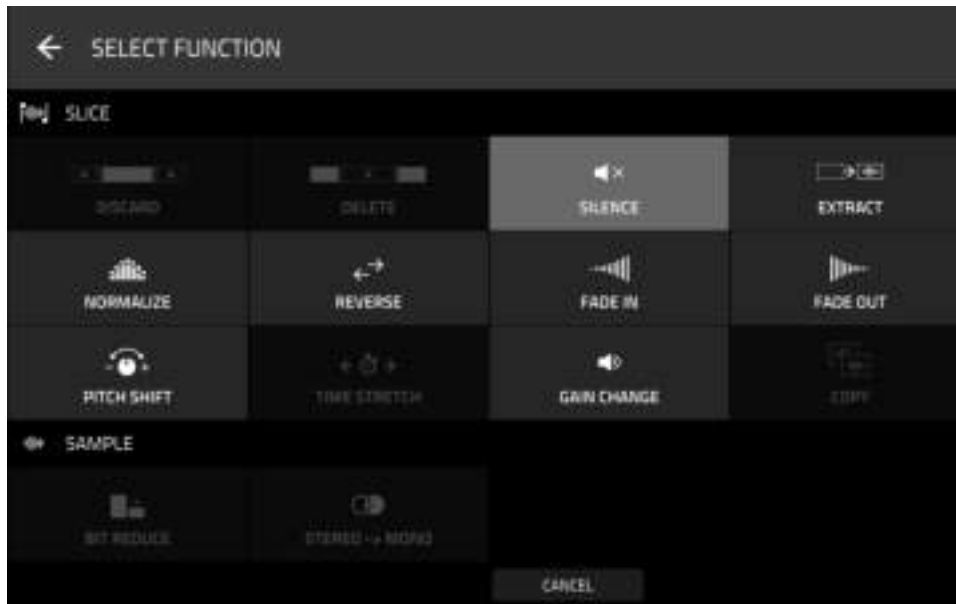 SELECT FUNCTION
SLICE
DISCARD DELETE SILENCE EXTRACT
NORMALIZE REVERSE FADE IN FADE OUT
PITCH SHIFT TIME STRETCH GAIN CHANGE COPY
SAMPLE
BIT REDUCE STEREO -> MONO
CANCEL